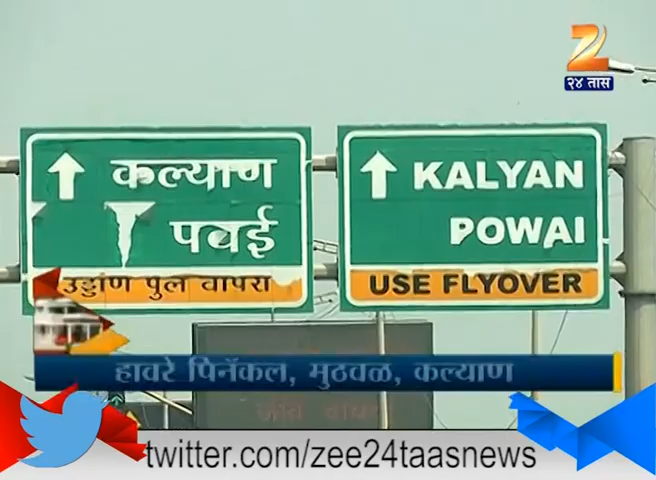 २४ तास
कल्याण
पवई
उड्डाण पुल वापरा
KALYAN
POWAI
USE FLYOVER
हावरे पिनॅकल, मुठवळ, कल्याण
twitter.com/zee24taasnews